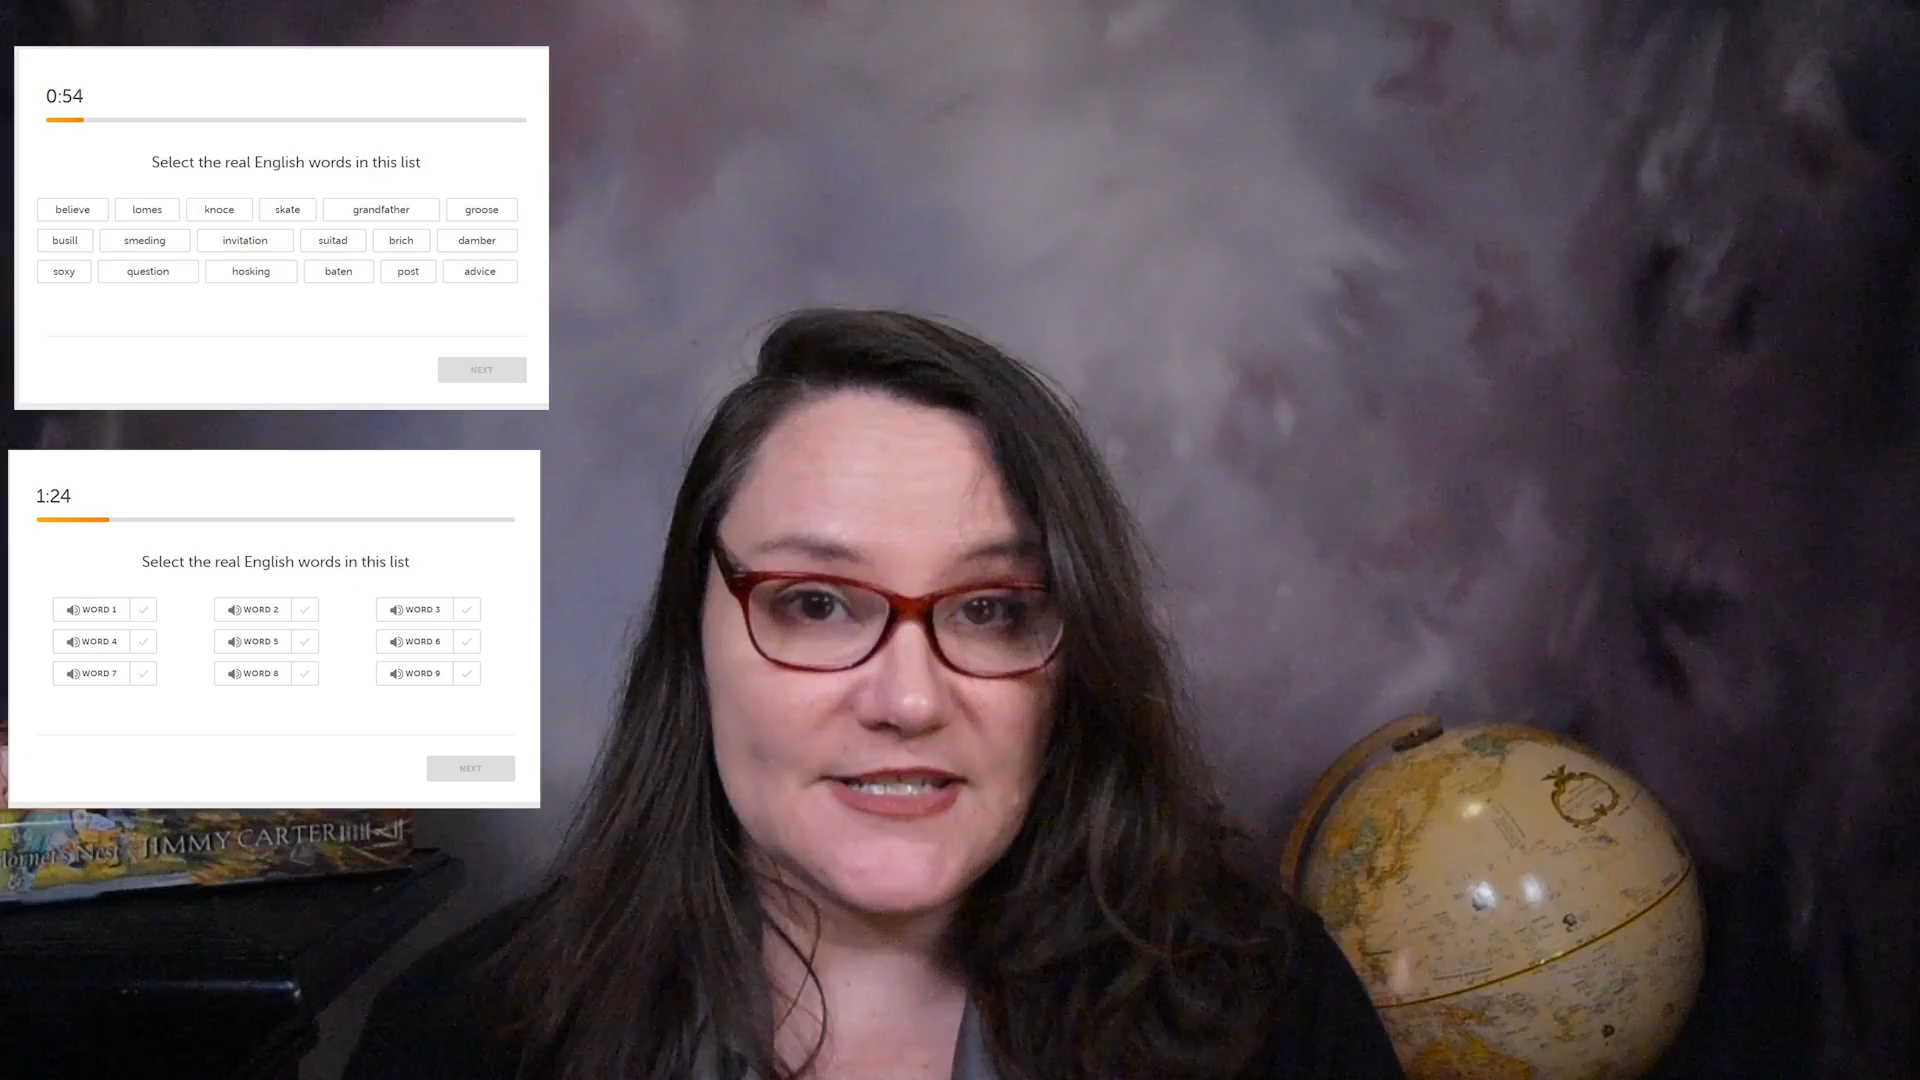 0:54
Select the real English words in this list
believe lomes knoce skate grandfather groose
busill smeding invitation suitad brich damber
soxy question hosking baten post advice
NEXT
1:24
Select the real English words in this list
WORD 1 WORD 2 WORD 3
WORD 4 WORD 5 WORD 6
WORD 7 WORD 8 WORD 9
NEXT
Hornet's Nest JIMMY CARTER